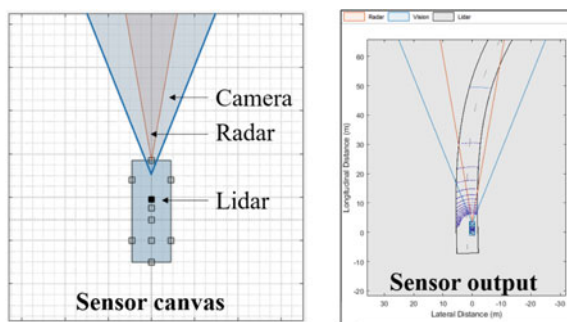 Camera
Radar
Lidar
Sensor canvas
Radar Vision Lidar
Longitudinal Distance (m)
60
50
40
30
20
10
0
-10
-20
Sensor output
20 10 0 -10 -20 -30
Lateral Distance (m)